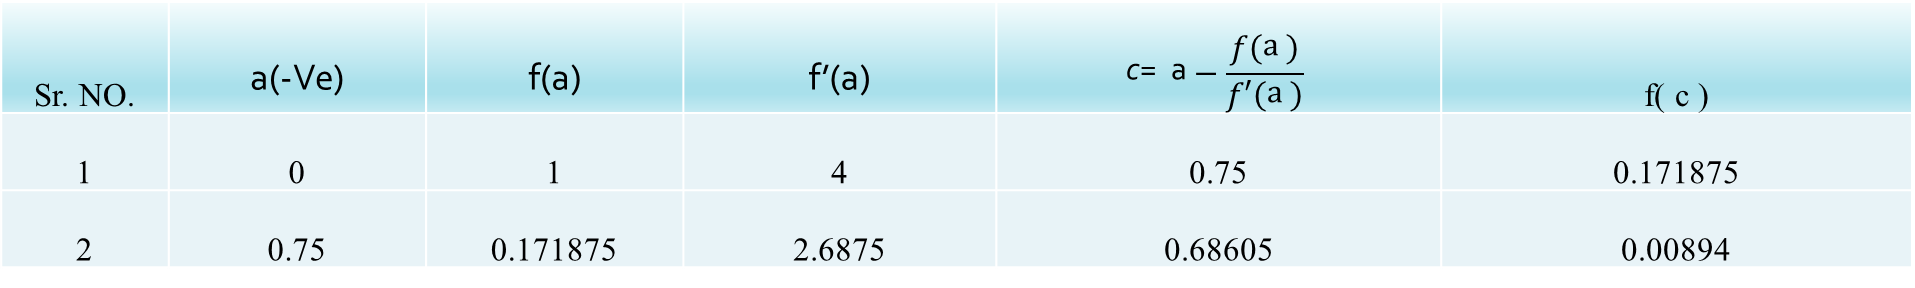 Sr. NO. a(-Ve) f(a) f′(a) c= a − f(a) / f′(a) f( c )
1 0 1 4 0.75 0.171875
2 0.75 0.171875 2.6875 0.68605 0.00894